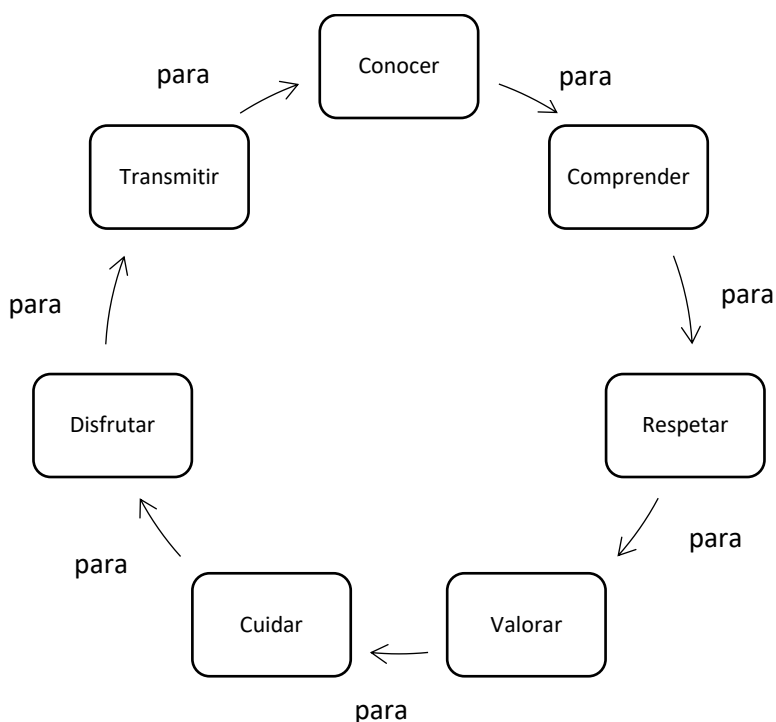 Conocer
para
Comprender
para
Respetar
para
Valorar
para
Cuidar
para
Disfrutar
para
Transmitir
para